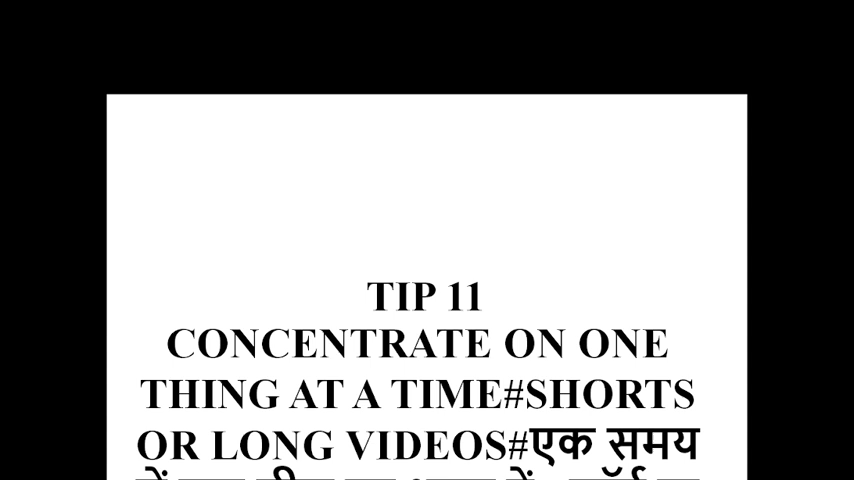 TIP 11
CONCENTRATE ON ONE
THING AT A TIME#SHORTS
OR LONG VIDEOS#एक समय